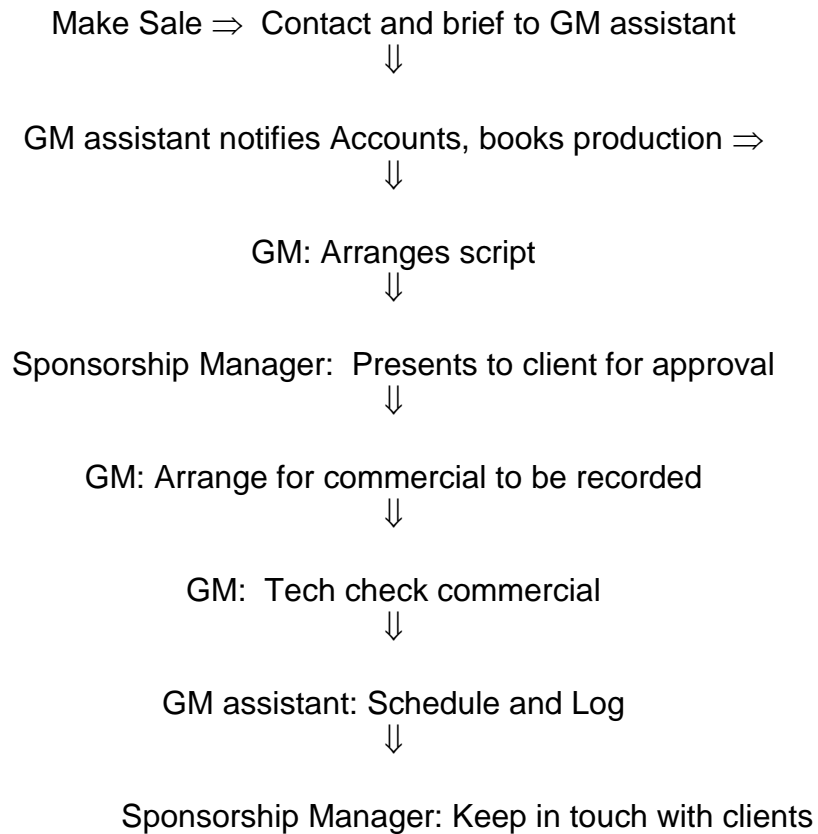 Make Sale ⇒ Contact and brief to GM assistant
⇓
GM assistant notifies Accounts, books production ⇒
⇓
GM: Arranges script
⇓
Sponsorship Manager: Presents to client for approval
⇓
GM: Arrange for commercial to be recorded
⇓
GM: Tech check commercial
⇓
GM assistant: Schedule and Log
⇓
Sponsorship Manager: Keep in touch with clients